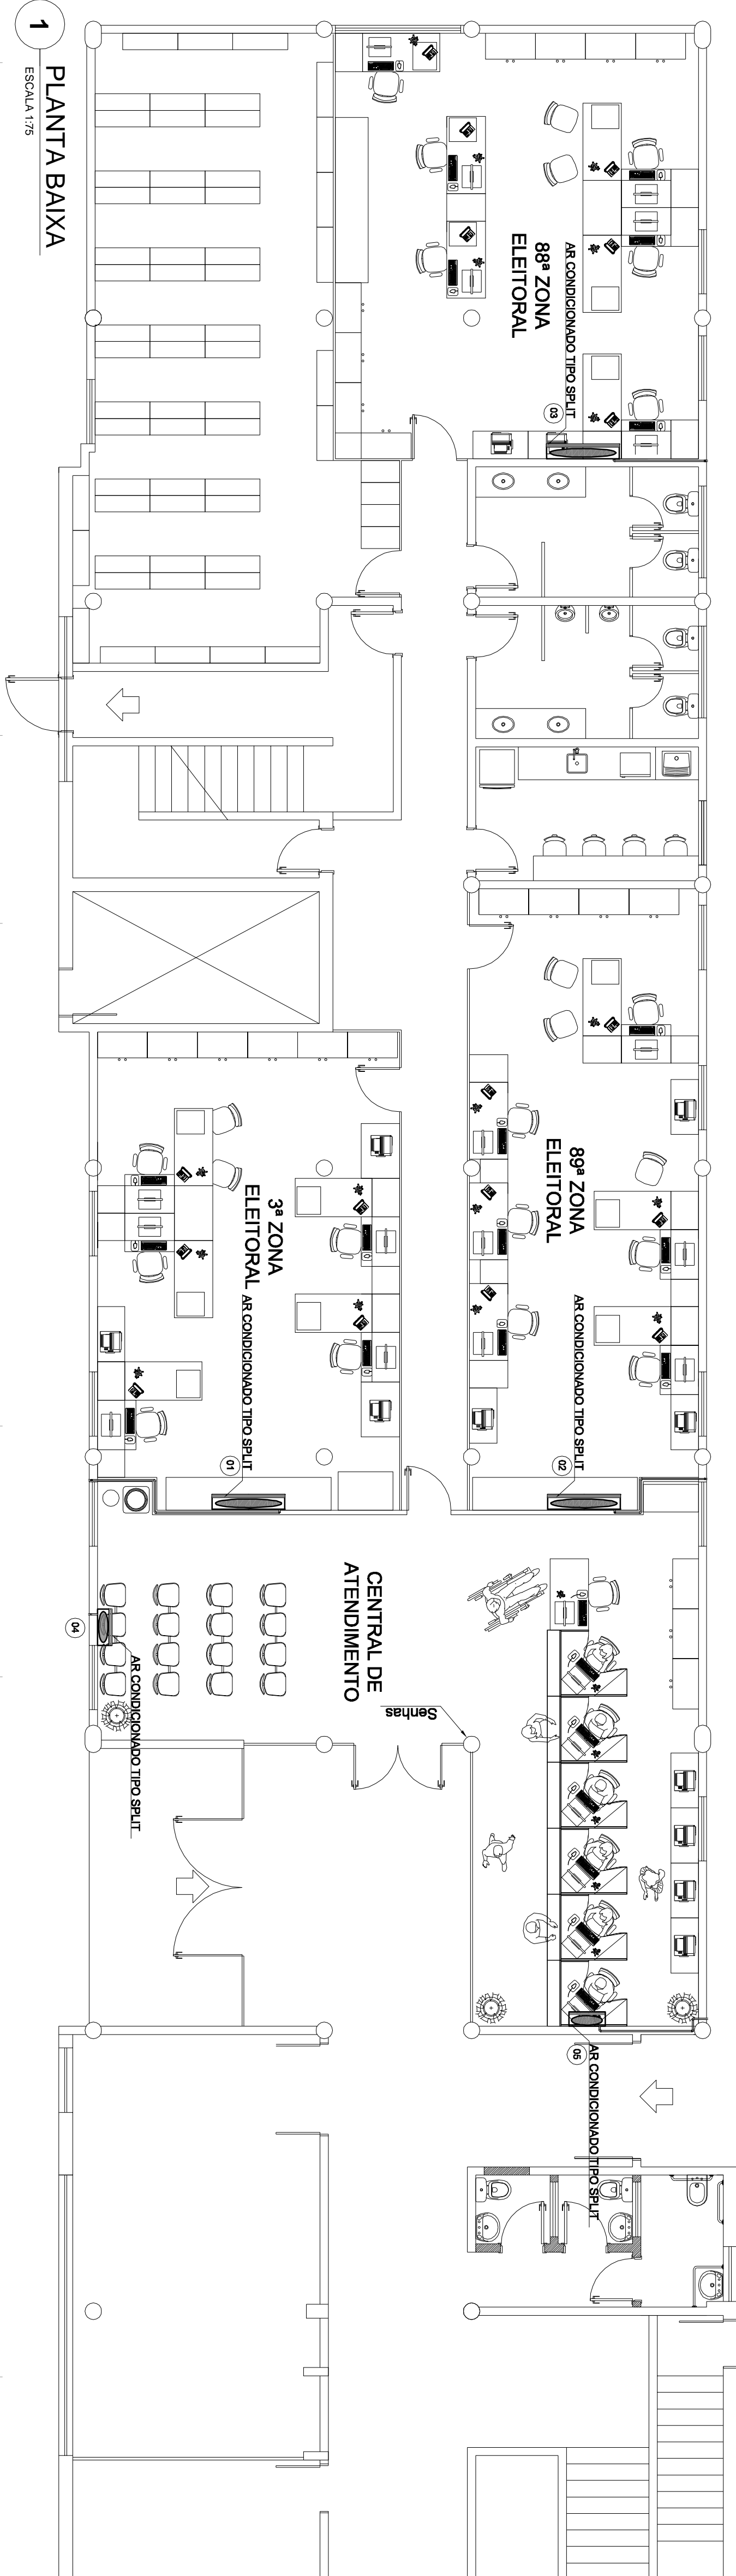 1
PLANTA BAIXA
ESCALA 1:75
88ª ZONA
ELEITORAL
AR CONDICIONADO TIPO SPLIT
03
89ª ZONA
ELEITORAL
3ª ZONA
ELEITORAL
AR CONDICIONADO TIPO SPLIT
01
AR CONDICIONADO TIPO SPLIT
02
CENTRAL DE
ATENDIMENTO
Senhas
04
AR CONDICIONADO TIPO SPLIT
05
AR CONDICIONADO TIPO SPLIT